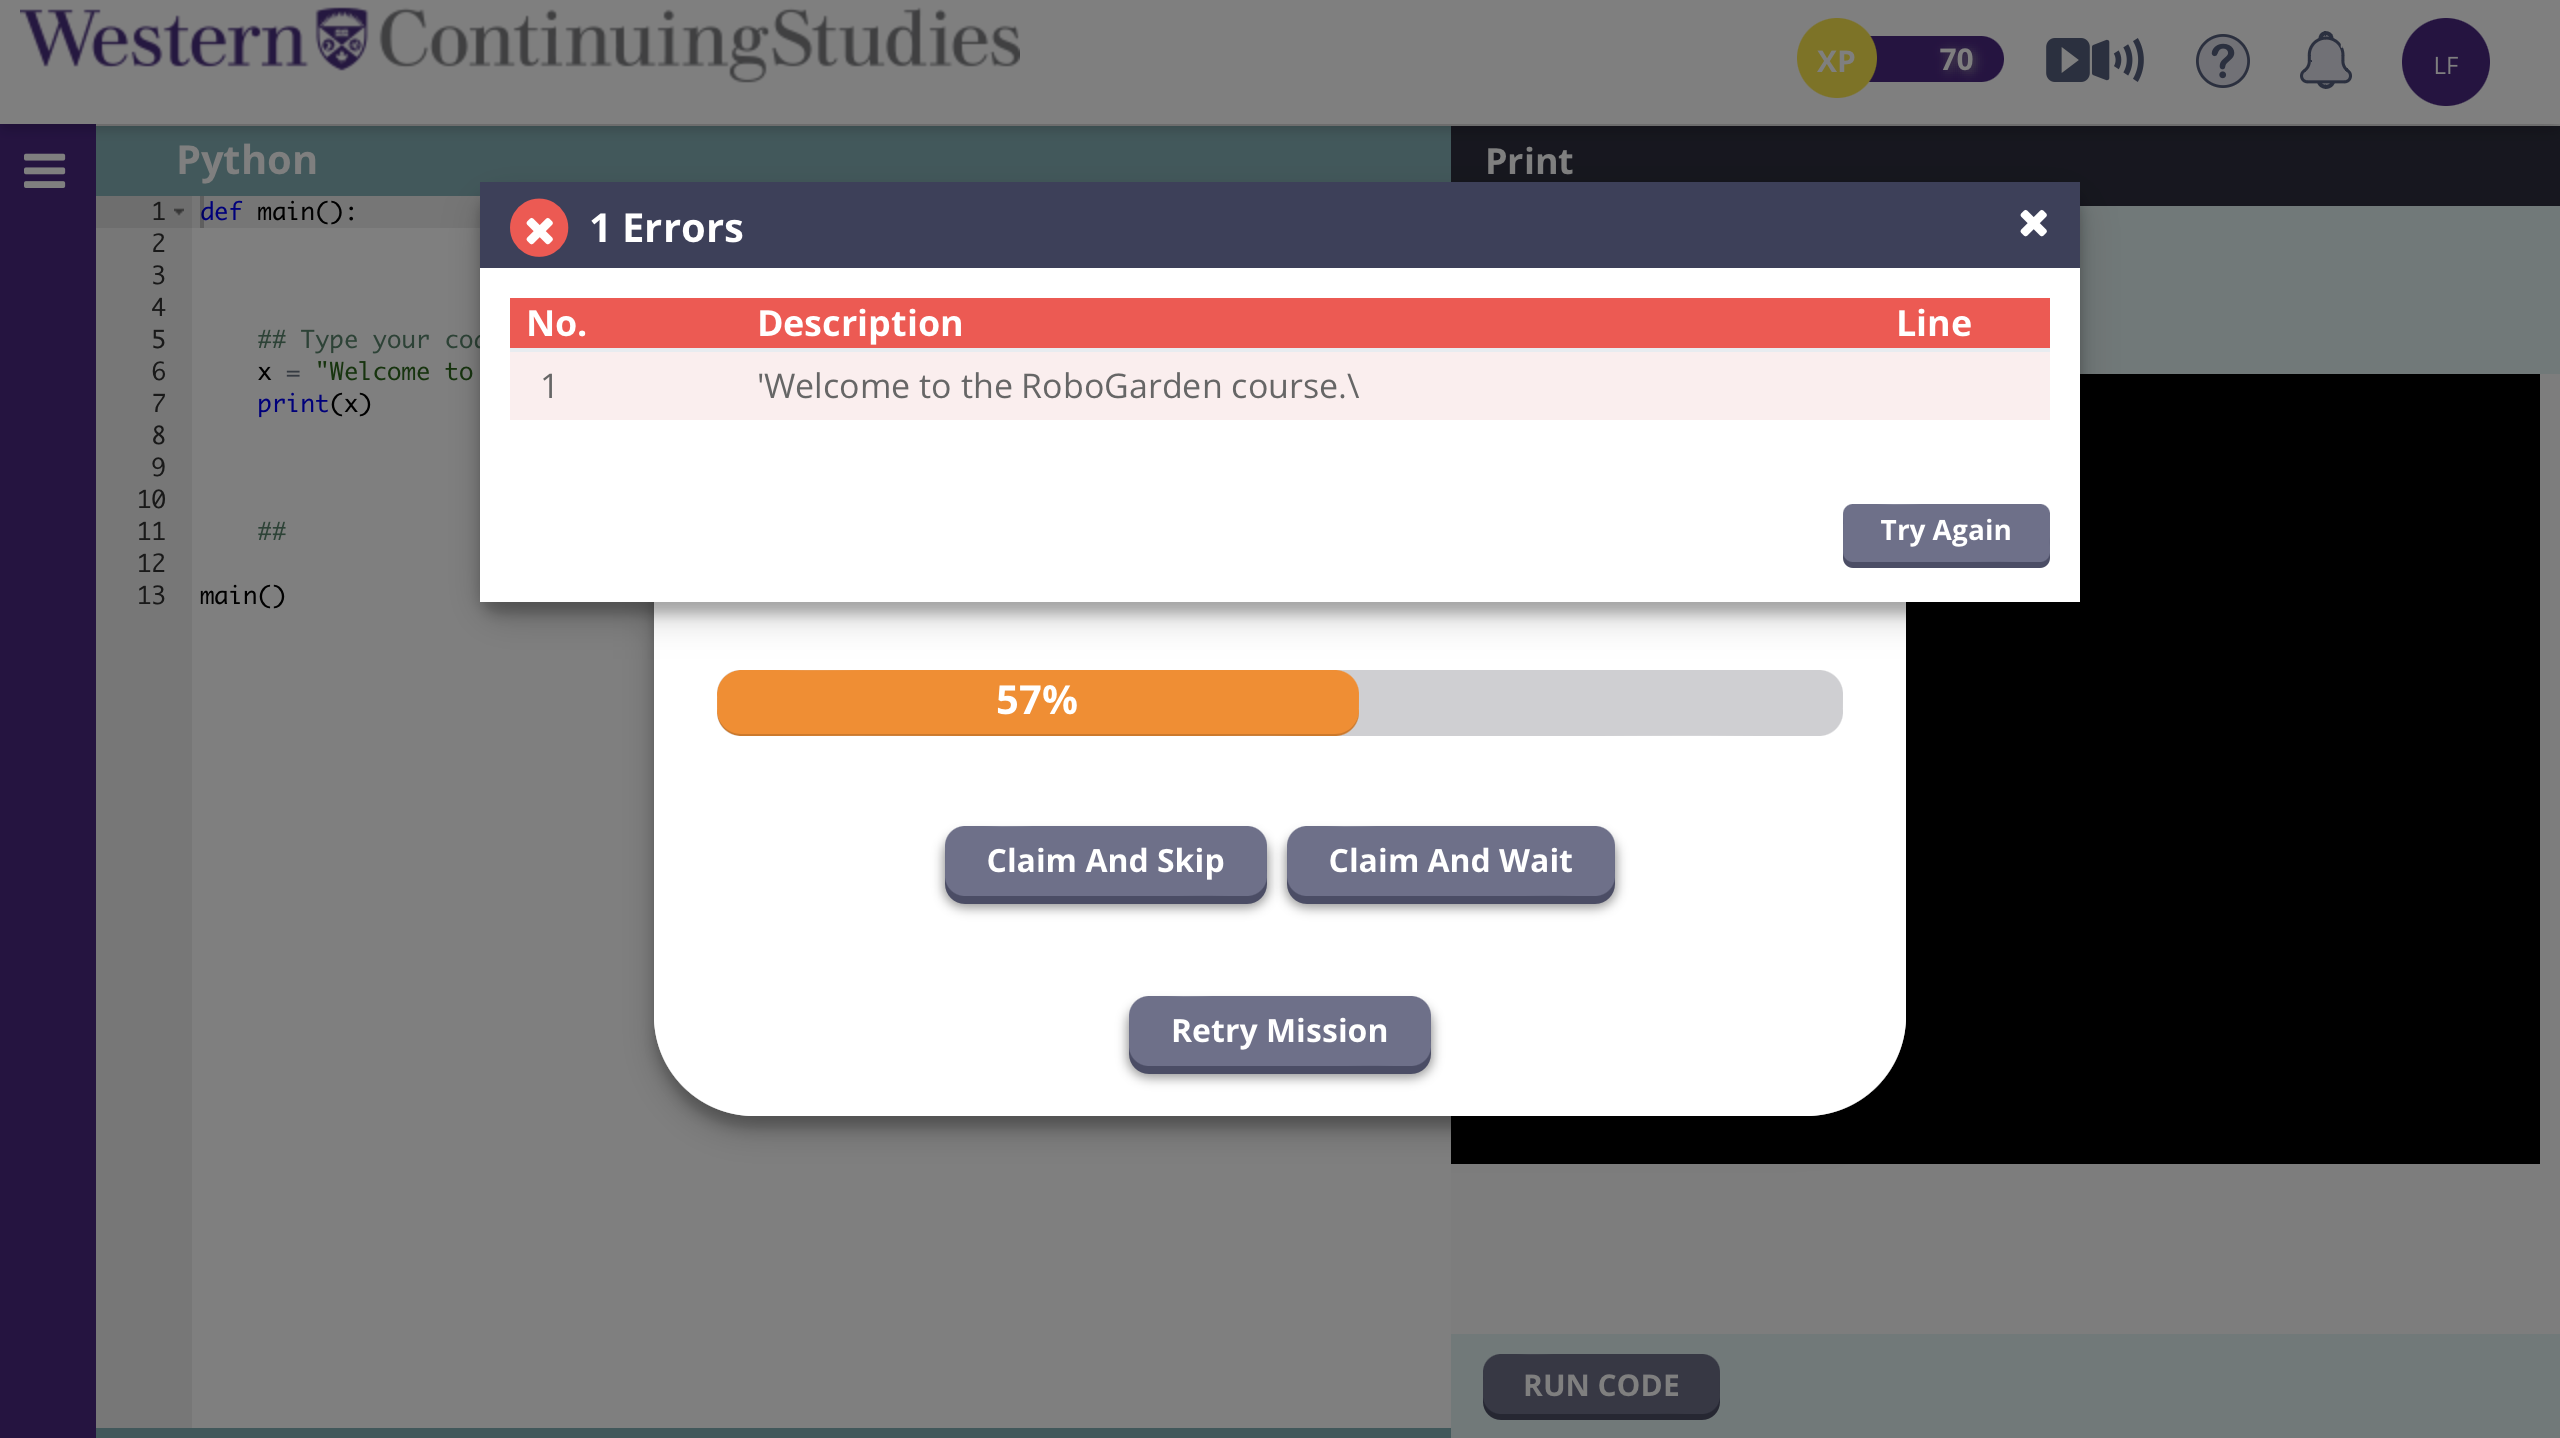 Western ContinuingStudies
XP 70
LF
Python
Print
1 def main():
2
3
4
5 ## Type your co
6 x = "Welcome to
7 print(x)
8
9
10
11 ##
12
13 main()
1 Errors
No. Description Line
1 'Welcome to the RoboGarden course.\
Try Again
57%
Claim And Skip Claim And Wait
Retry Mission
RUN CODE